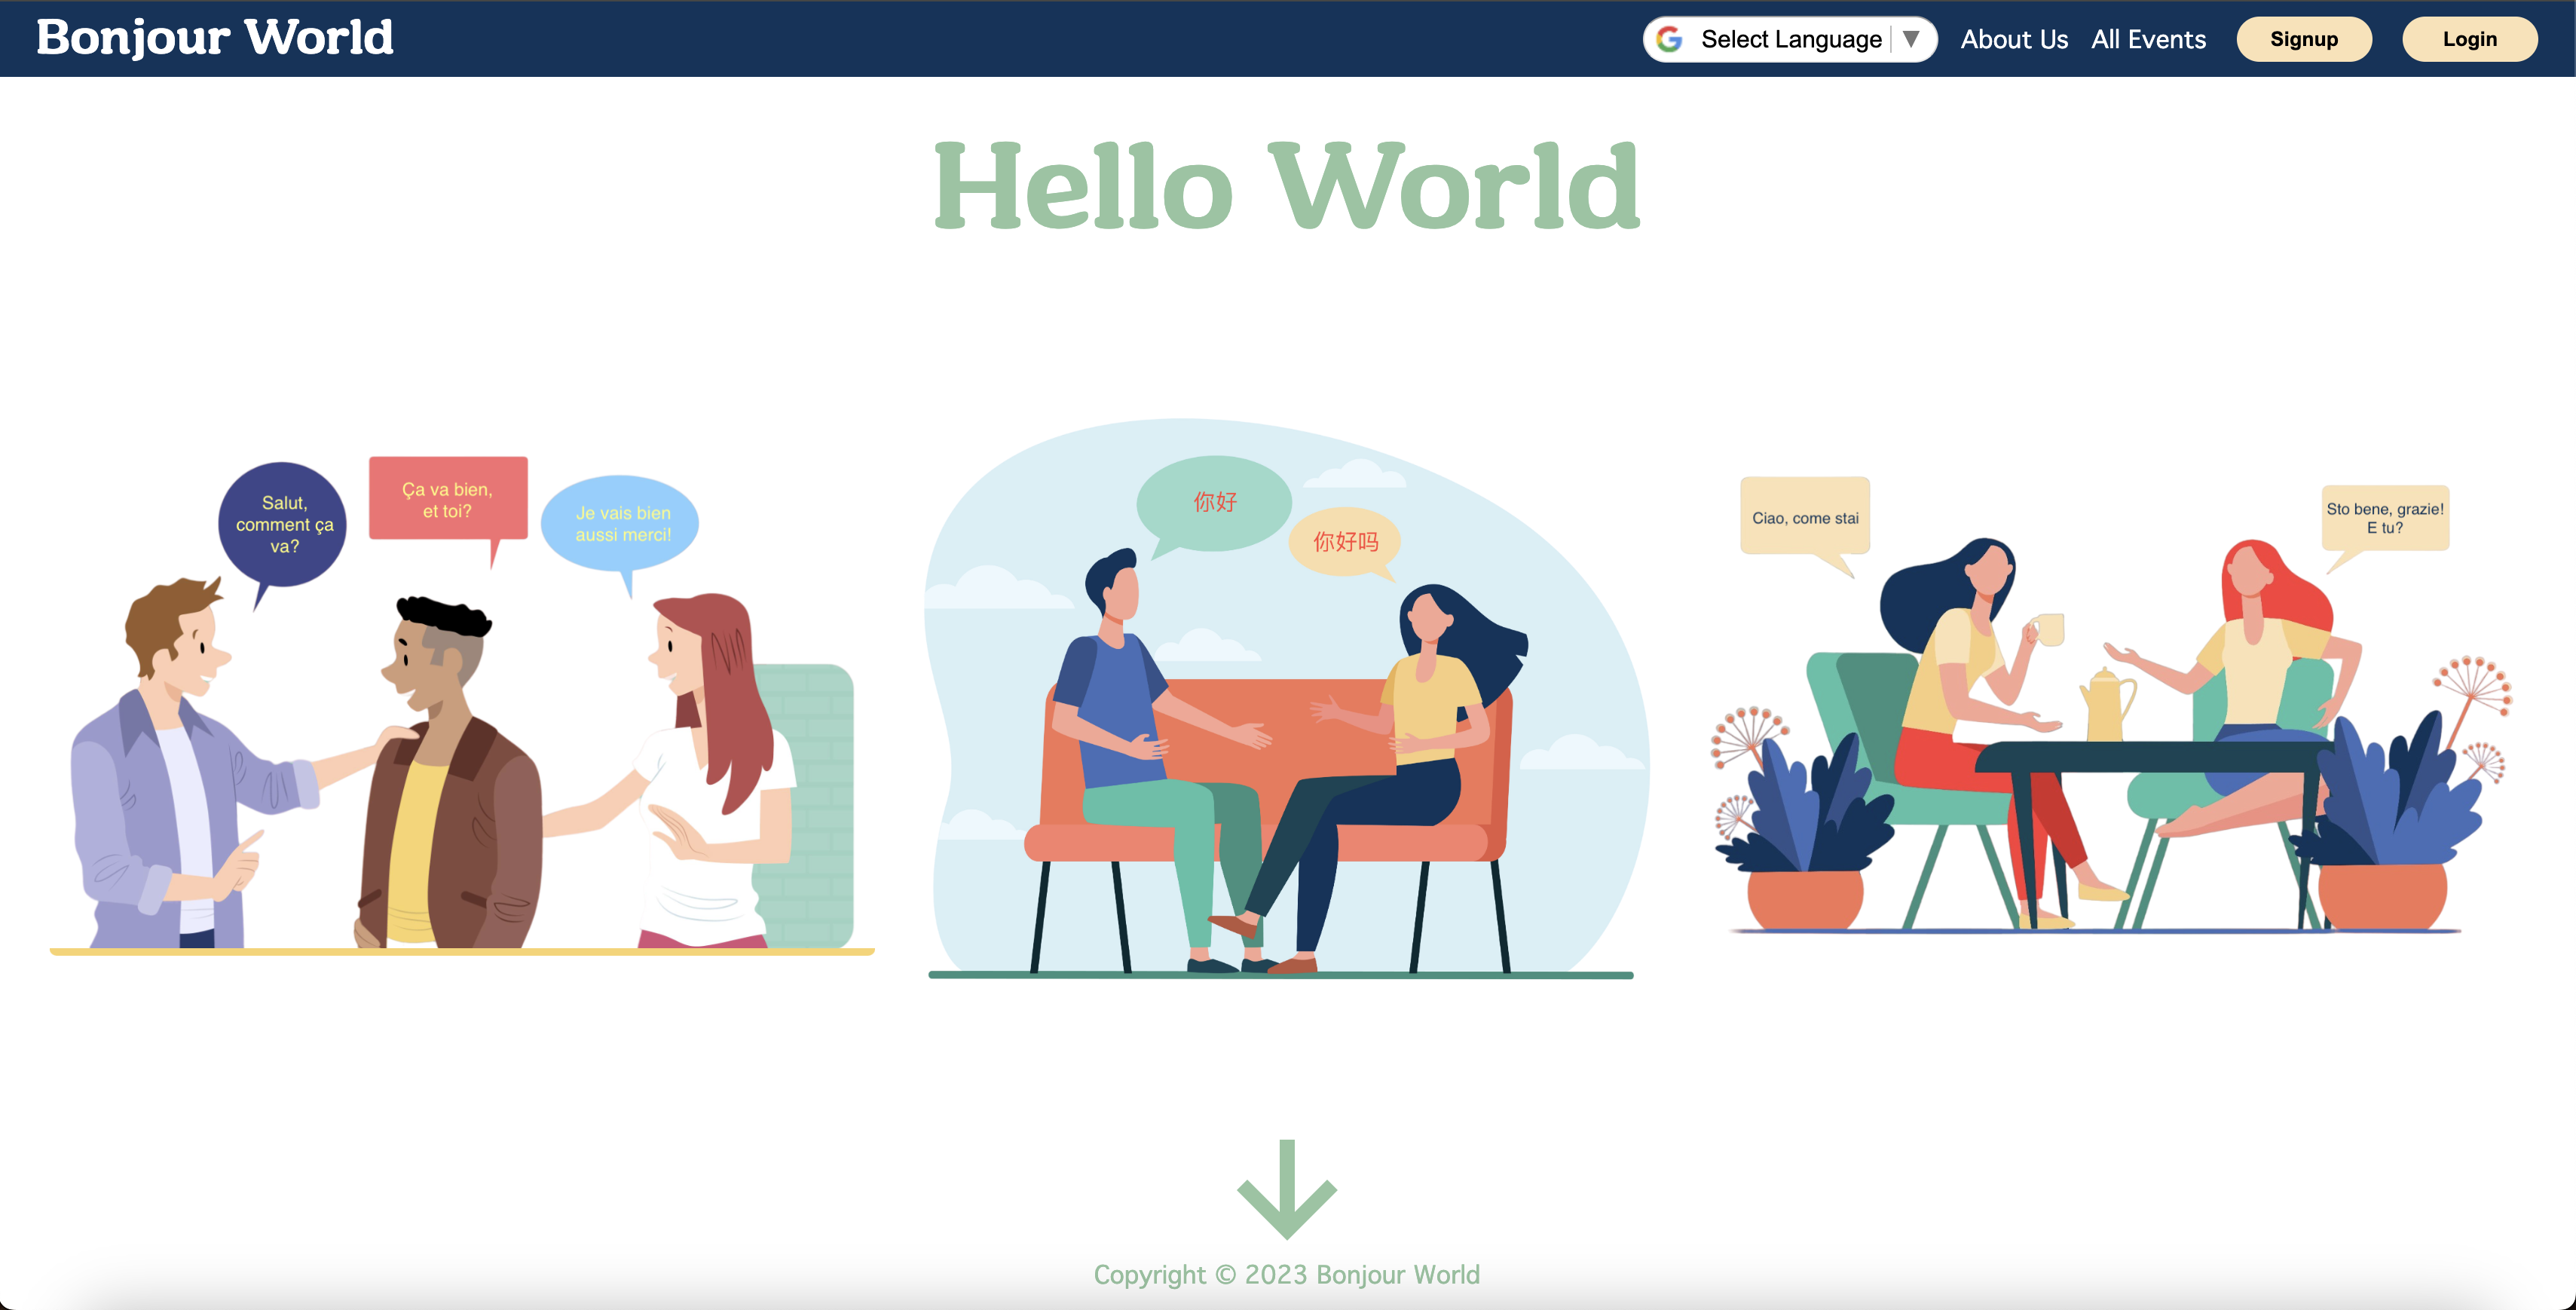 Bonjour World
Select Language ▼
About Us
All Events
Signup
Login
Hello World
Salut,
comment ça
va?
Ça va bien,
et toi?
Je vais bien
aussi merci!
你好
你好吗
Ciao, come stai
Sto bene, grazie!
E tu?
Copyright © 2023 Bonjour World